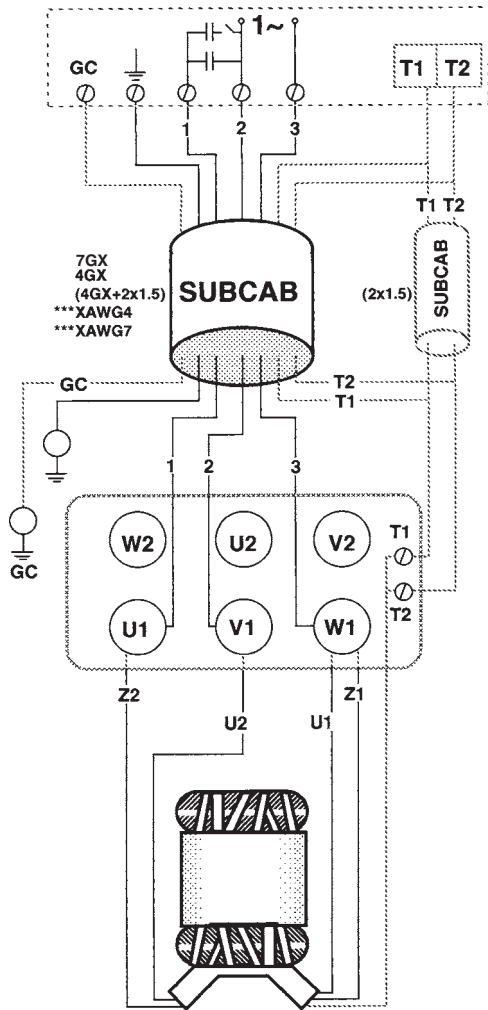 1~
GC
T1 T2
1 2 3
T1 T2
7GX
4GX
(4GX+2x1.5)
***XAWG4
***XAWG7
SUBCAB
(2x1.5)
SUBCAB
GC
T2
T1
1 2 3
GC
W2 U2 V2
T1
U1 V1 W1
T2
Z2
U2
U1
Z1